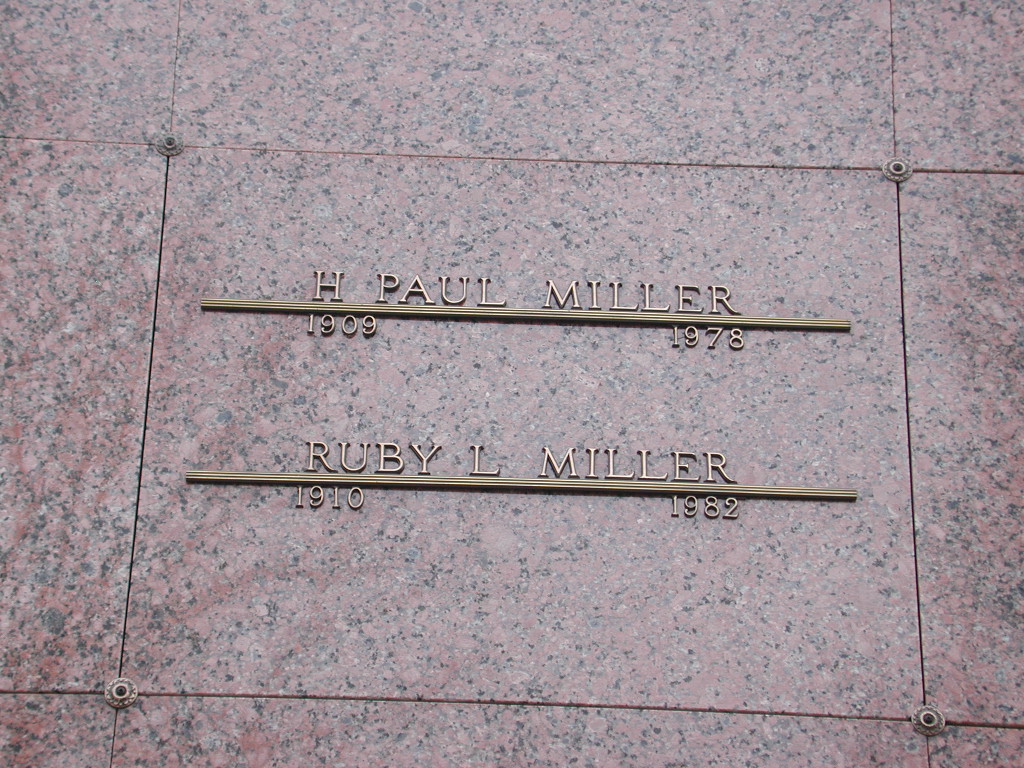 H PAUL MILLER
1909 1978
RUBY L MILLER
1910 1982